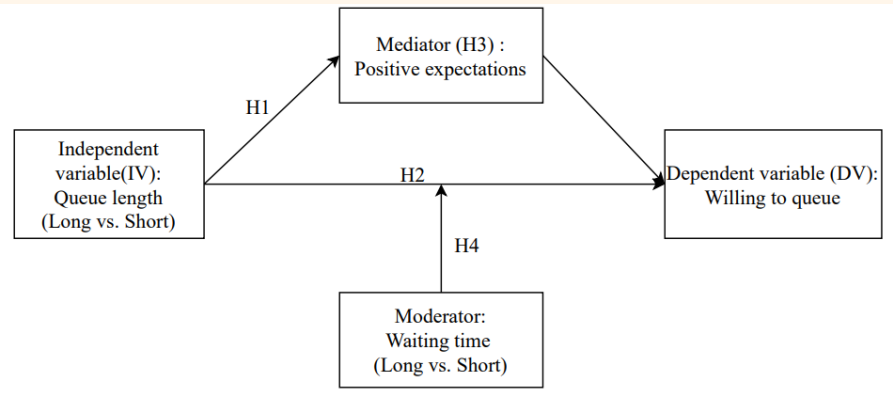 Mediator (H3) :
Positive expectations
H1
Independent
variable(IV):
Queue length
(Long vs. Short)
H2
Dependent variable (DV):
Willing to queue
H4
Moderator:
Waiting time
(Long vs. Short)